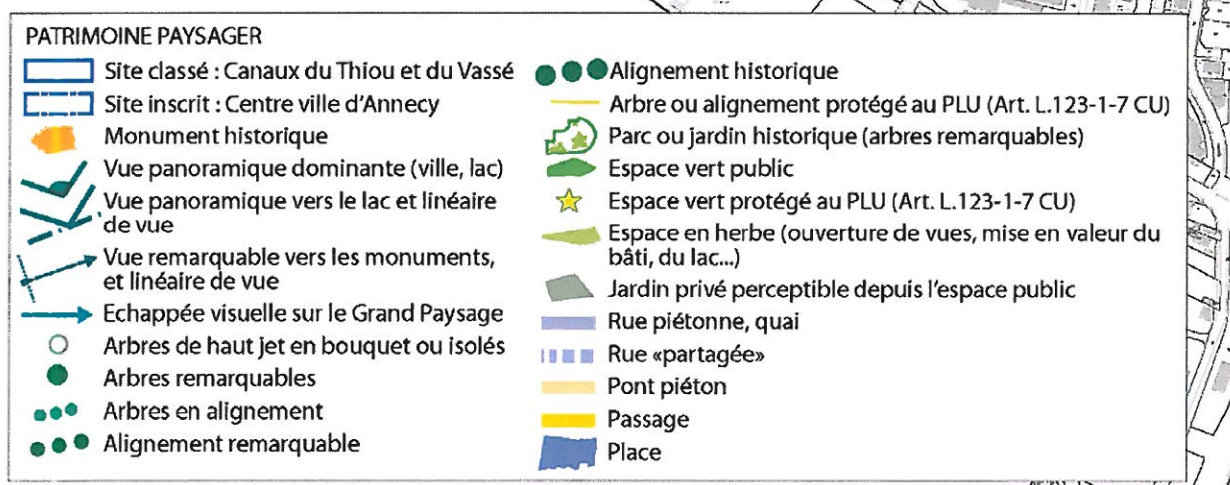 PATRIMOINE PAYSAGER
Site classé : Canaux du Thiou et du Vassé
Site inscrit : Centre ville d'Annecy
Monument historique
Vue panoramique dominante (ville, lac)
Vue panoramique vers le lac et linéaire
de vue
Vue remarquable vers les monuments,
et linéaire de vue
Echappée visuelle sur le Grand Paysage
Arbres de haut jet en bouquet ou isolés
Arbres remarquables
Arbres en alignement
Alignement remarquable
Alignement historique
Arbre ou alignement protégé au PLU (Art. L.123-1-7 CU)
Parc ou jardin historique (arbres remarquables)
Espace vert public
Espace vert protégé au PLU (Art. L.123-1-7 CU)
Espace en herbe (ouverture de vues, mise en valeur du
bâti, du lac...)
Jardin privé perceptible depuis l'espace public
Rue piétonne, quai
Rue «partagée»
Pont piéton
Passage
Place